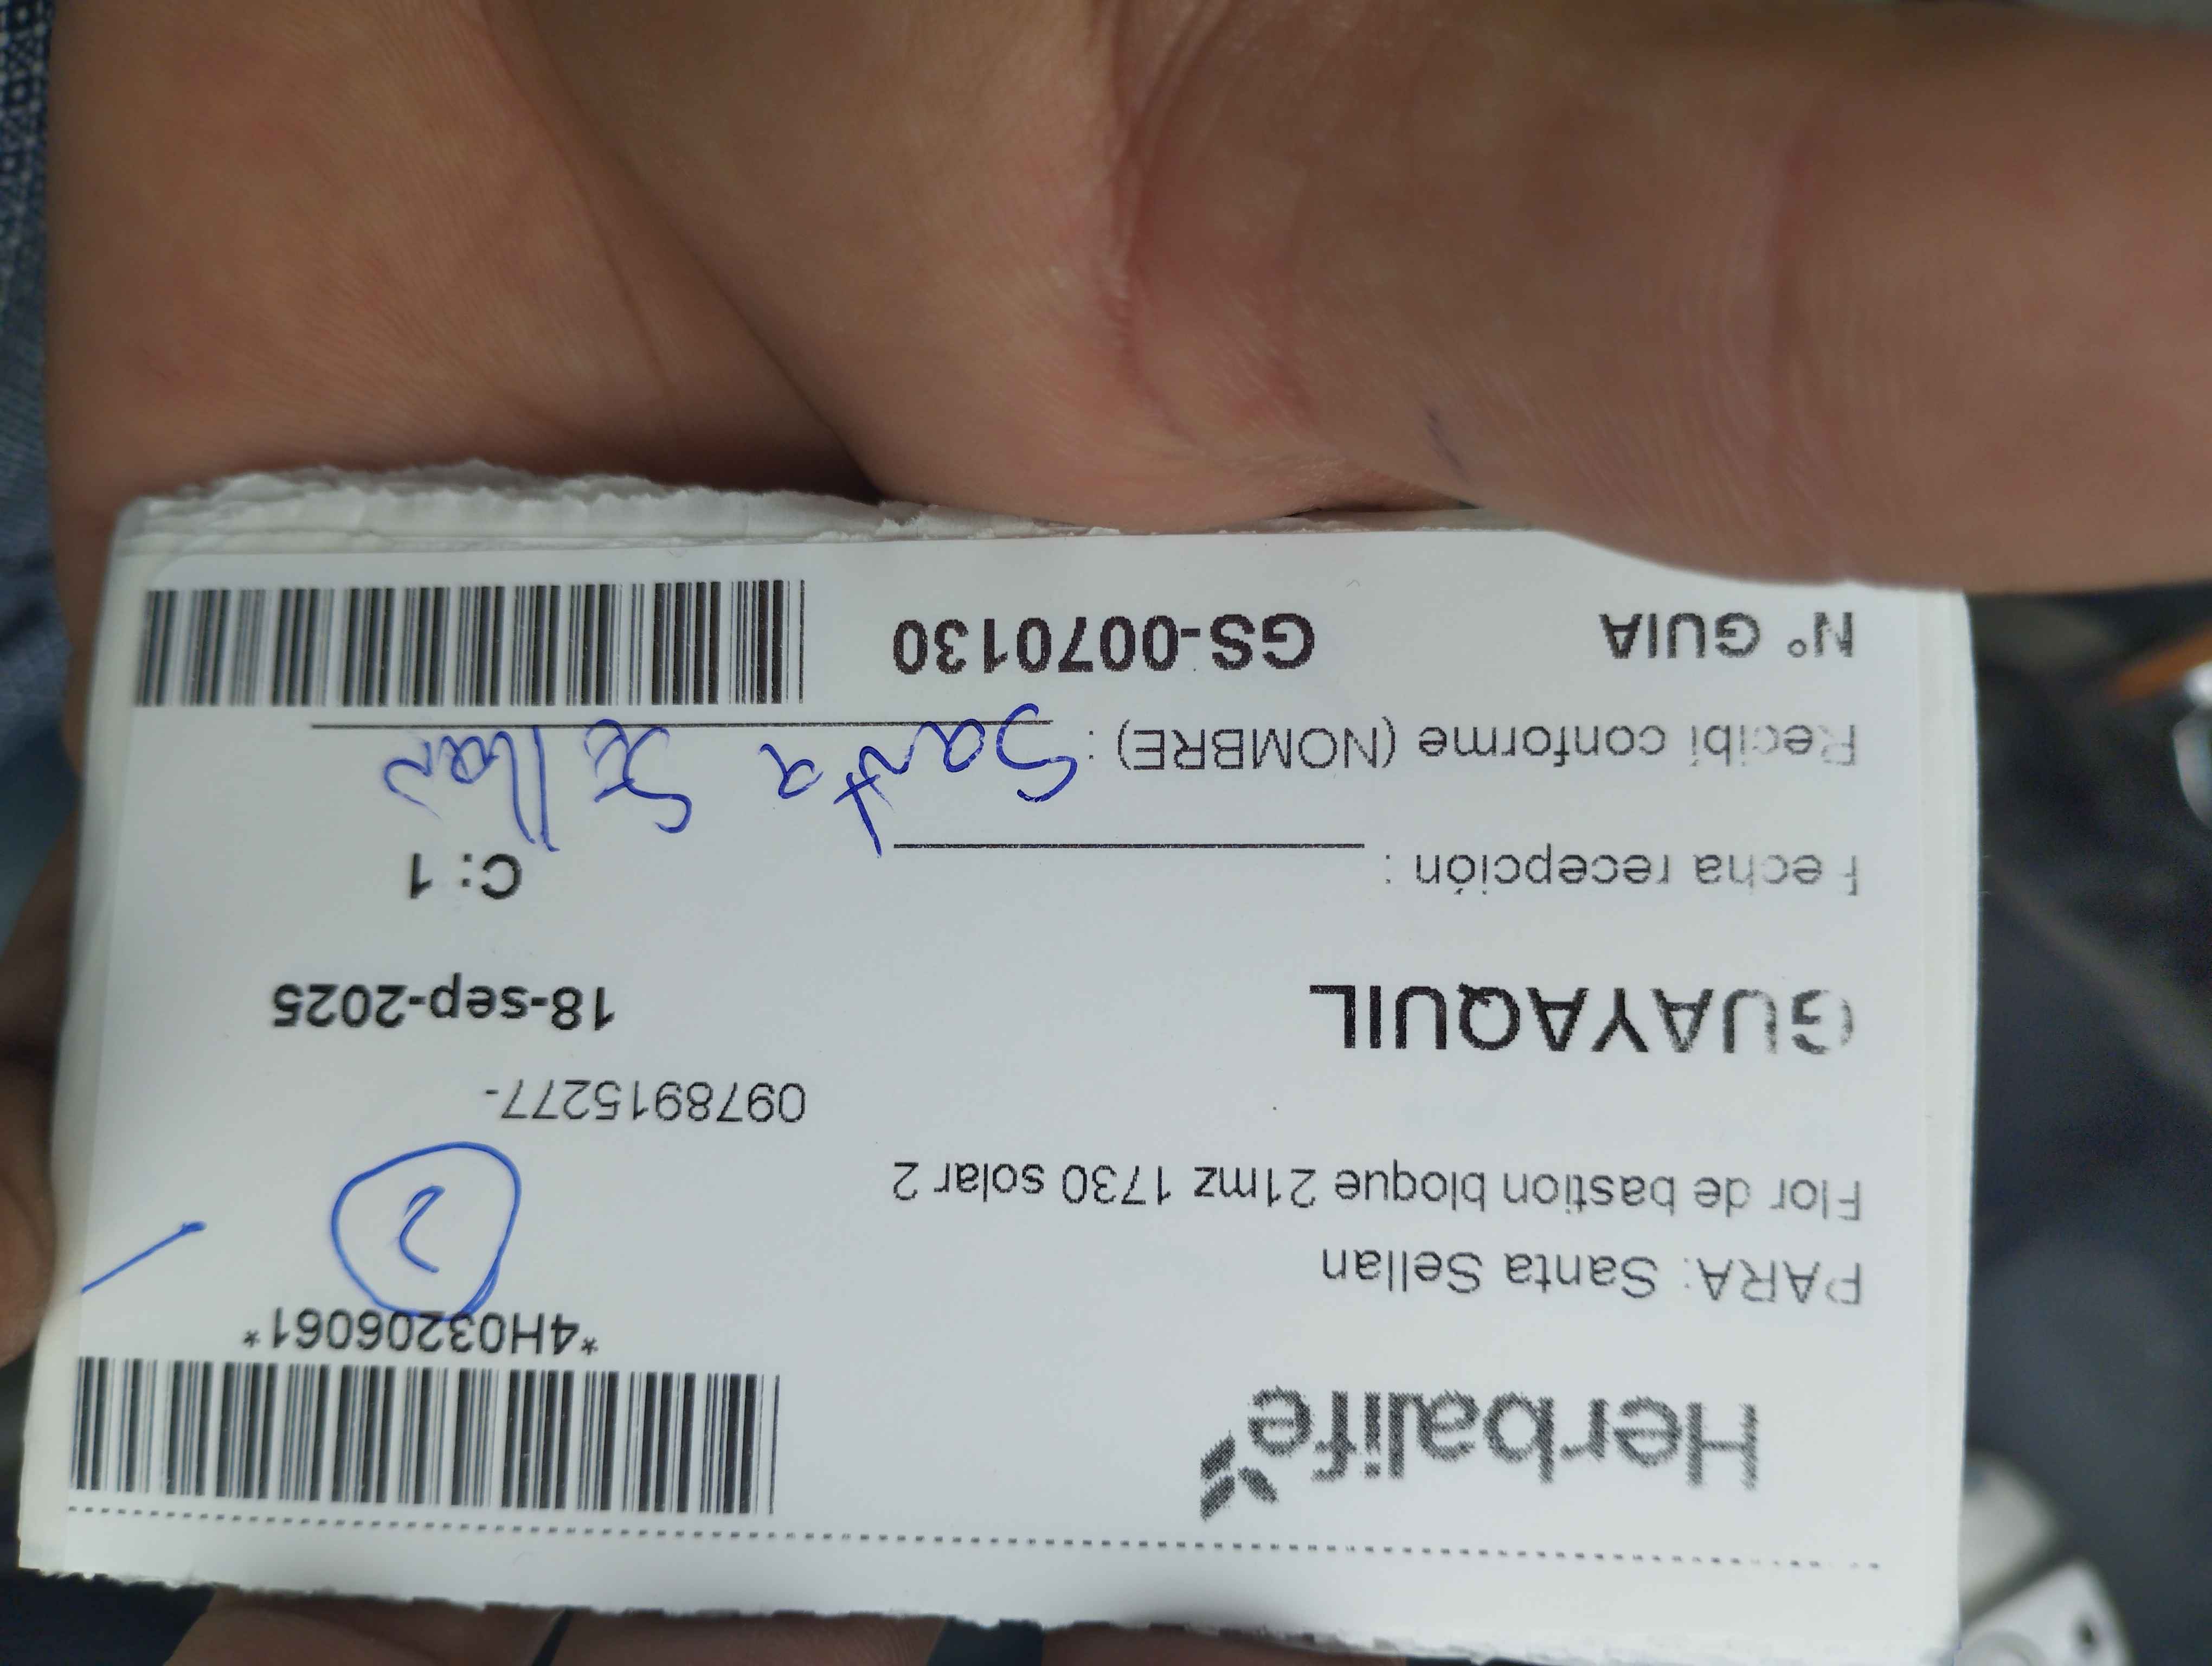 Herbalife
*4H03206061*
PARA: Santa Sellan
2
Flor de bastion bloque 21mz 1730 solar 2
0978915277-
GUAYAQUIL
18-sep-2025
Fecha recepción :
C: 1
Recibí conforme (NOMBRE) : Santa Sellan
N° GUIA GS-0070130